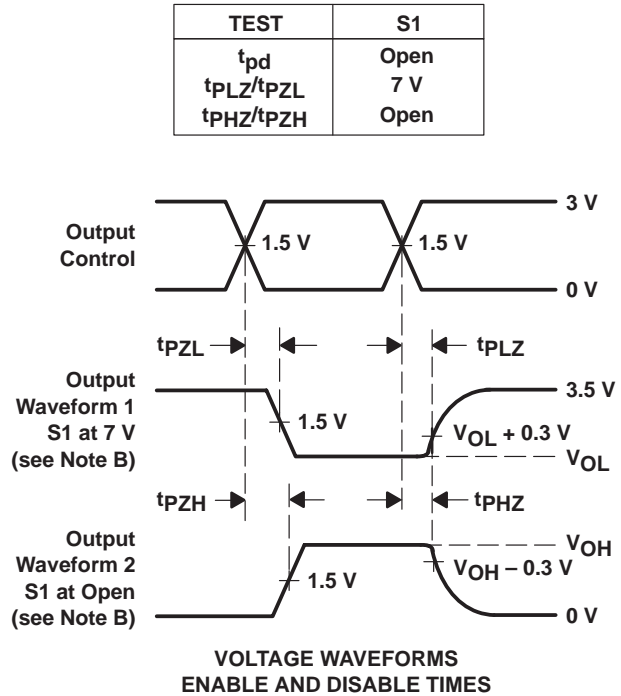 TEST S1
tpd Open
tPLZ/tPZL 7 V
tPHZ/tPZH Open
3 V
Output
Control
1.5 V 1.5 V
0 V
tPZL tPLZ
Output
Waveform 1
S1 at 7 V
(see Note B)
3.5 V
1.5 V
VOL + 0.3 V
VOL
tPZH tPHZ
Output
Waveform 2
S1 at Open
(see Note B)
VOH
1.5 V
VOH – 0.3 V
0 V
VOLTAGE WAVEFORMS
ENABLE AND DISABLE TIMES